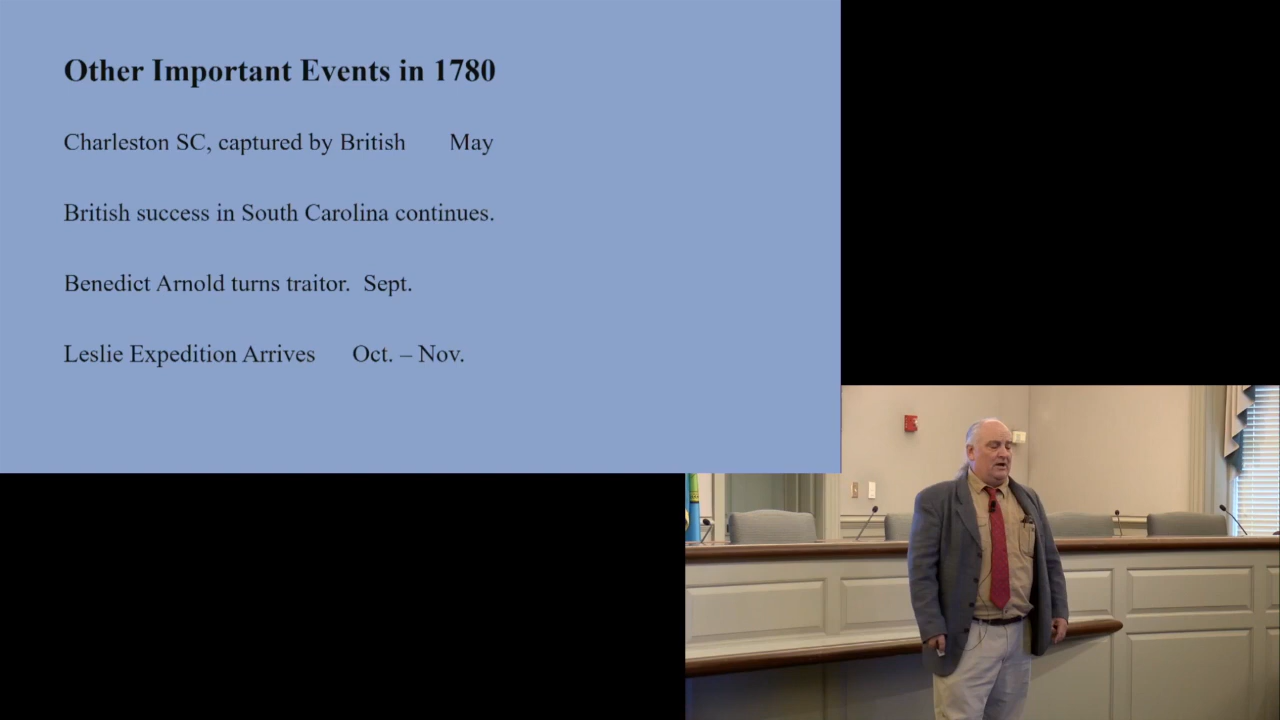 Other Important Events in 1780
Charleston SC, captured by British May
British success in South Carolina continues.
Benedict Arnold turns traitor. Sept.
Leslie Expedition Arrives Oct. – Nov.